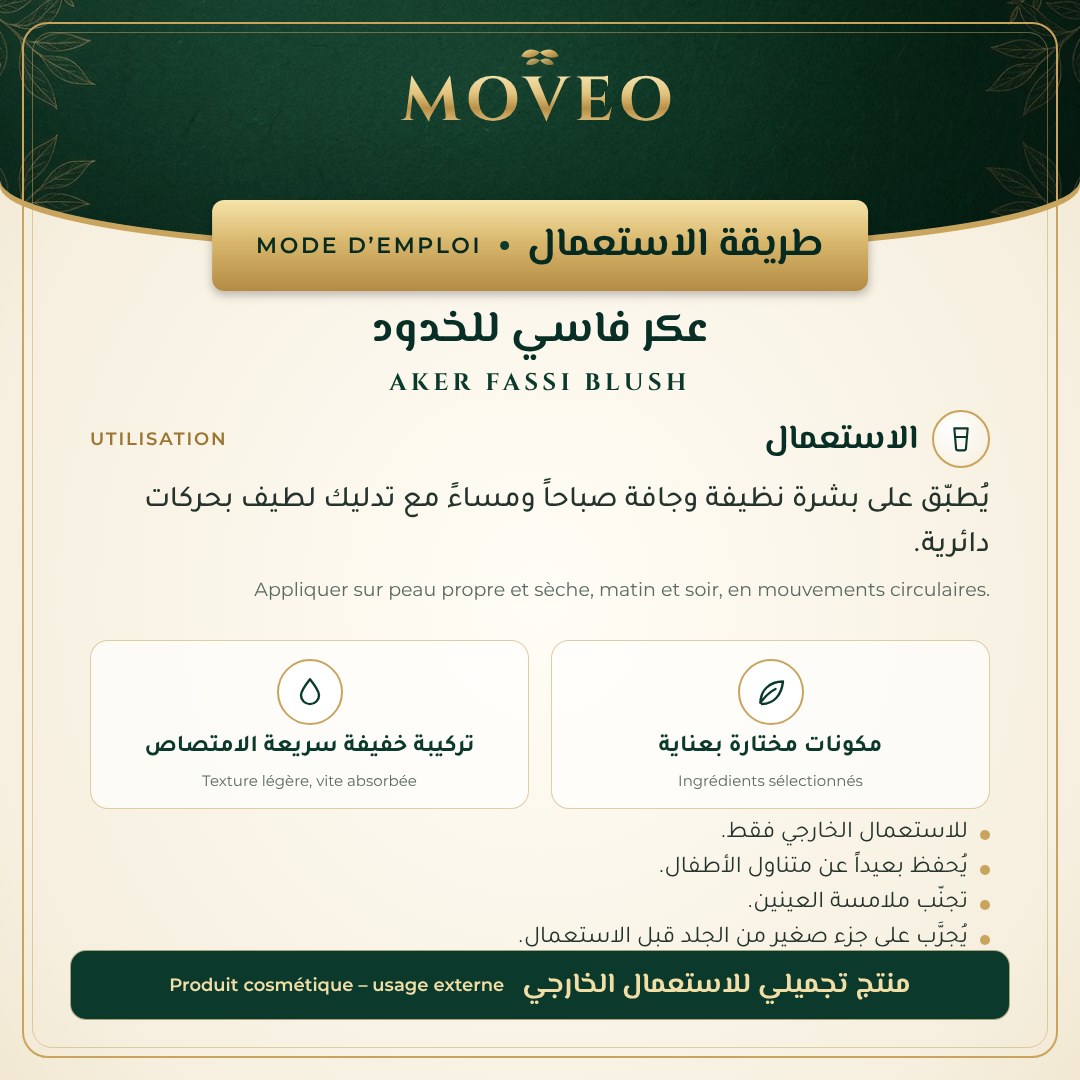 MOVEO
طريقة الاستعمال • MODE D’EMPLOI
عكر فاسي للخدود
AKER FASSI BLUSH
الاستعمال
UTILISATION
يُطبّق على بشرة نظيفة وجافة صباحاً ومساءً مع تدليك لطيف بحركات
دائرية.
Appliquer sur peau propre et sèche, matin et soir, en mouvements circulaires.
مكونات مختارة بعناية
Ingrédients sélectionnés
تركيبة خفيفة سريعة الامتصاص
Texture légère, vite absorbée
للاستعمال الخارجي فقط.
يُحفظ بعيداً عن متناول الأطفال.
تجنّب ملامسة العينين.
يُجرَّب على جزء صغير من الجلد قبل الاستعمال.
منتج تجميلي للاستعمال الخارجي Produit cosmétique – usage externe